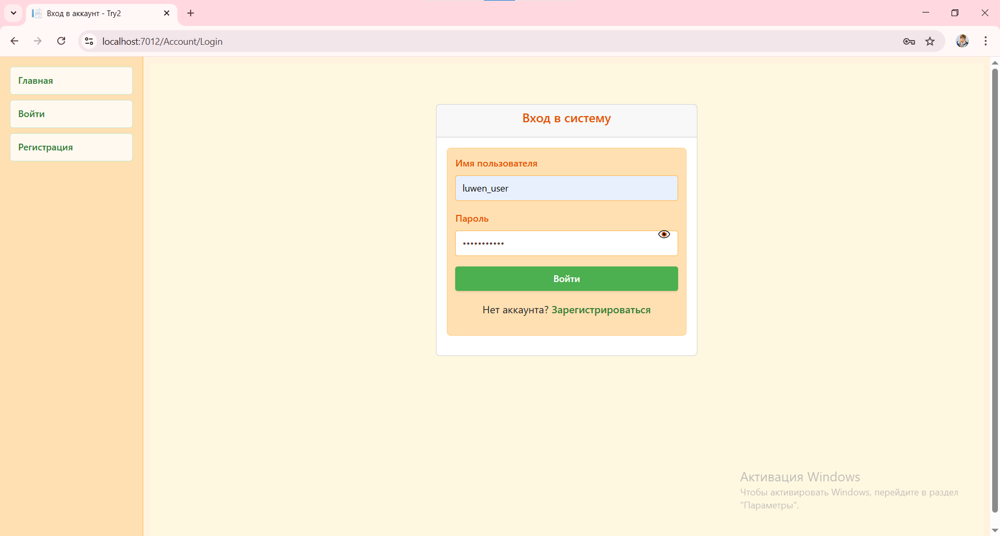 Вход в аккаунт - Try2
localhost:7012/Account/Login
Главная
Войти
Регистрация
Вход в систему
Имя пользователя
luwen_user
Пароль
•••••••••••
Войти
Нет аккаунта? Зарегистрироваться
Активация Windows
Чтобы активировать Windows, перейдите в раздел
"Параметры".